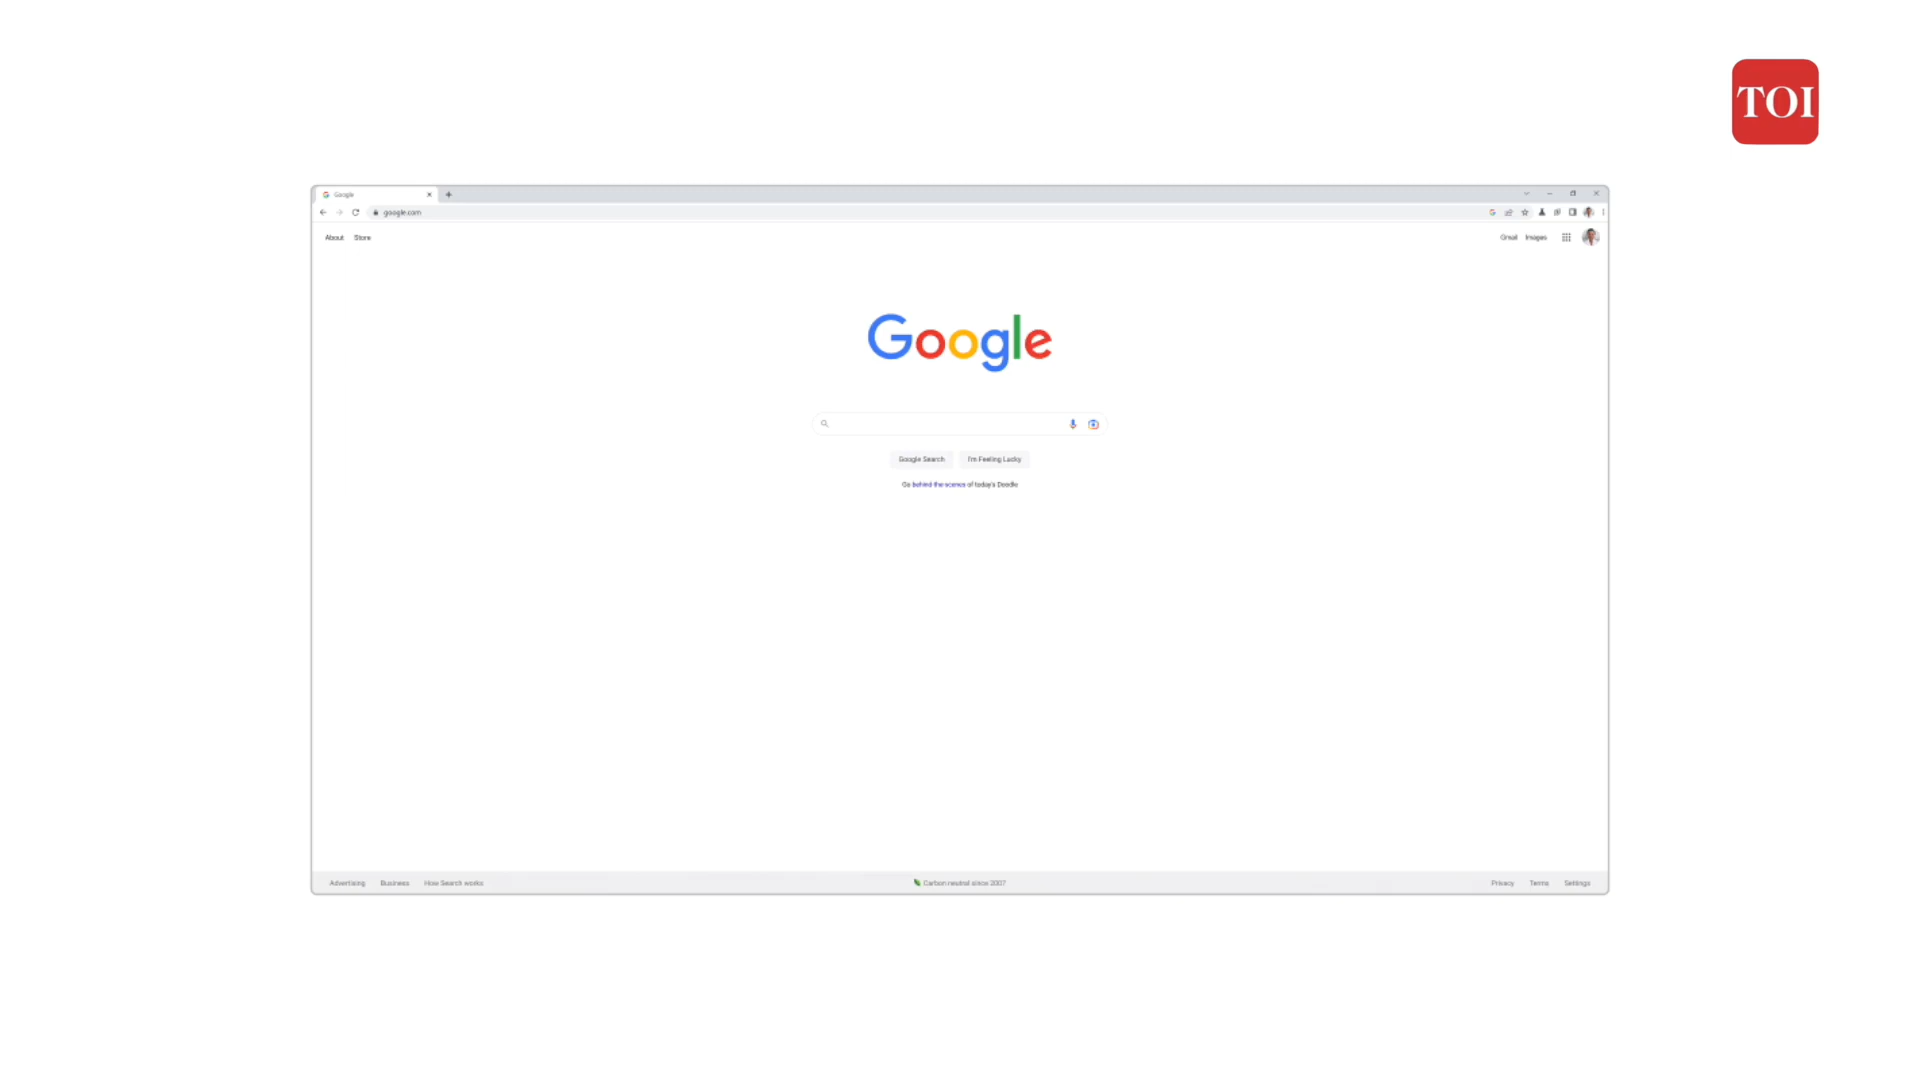 TOI
Google
google.com
About Store
Gmail Images
Google
Google Search I'm Feeling Lucky
Go behind the scenes of today's Doodle
Advertising Business How Search works
Carbon neutral since 2007
Privacy Terms Settings